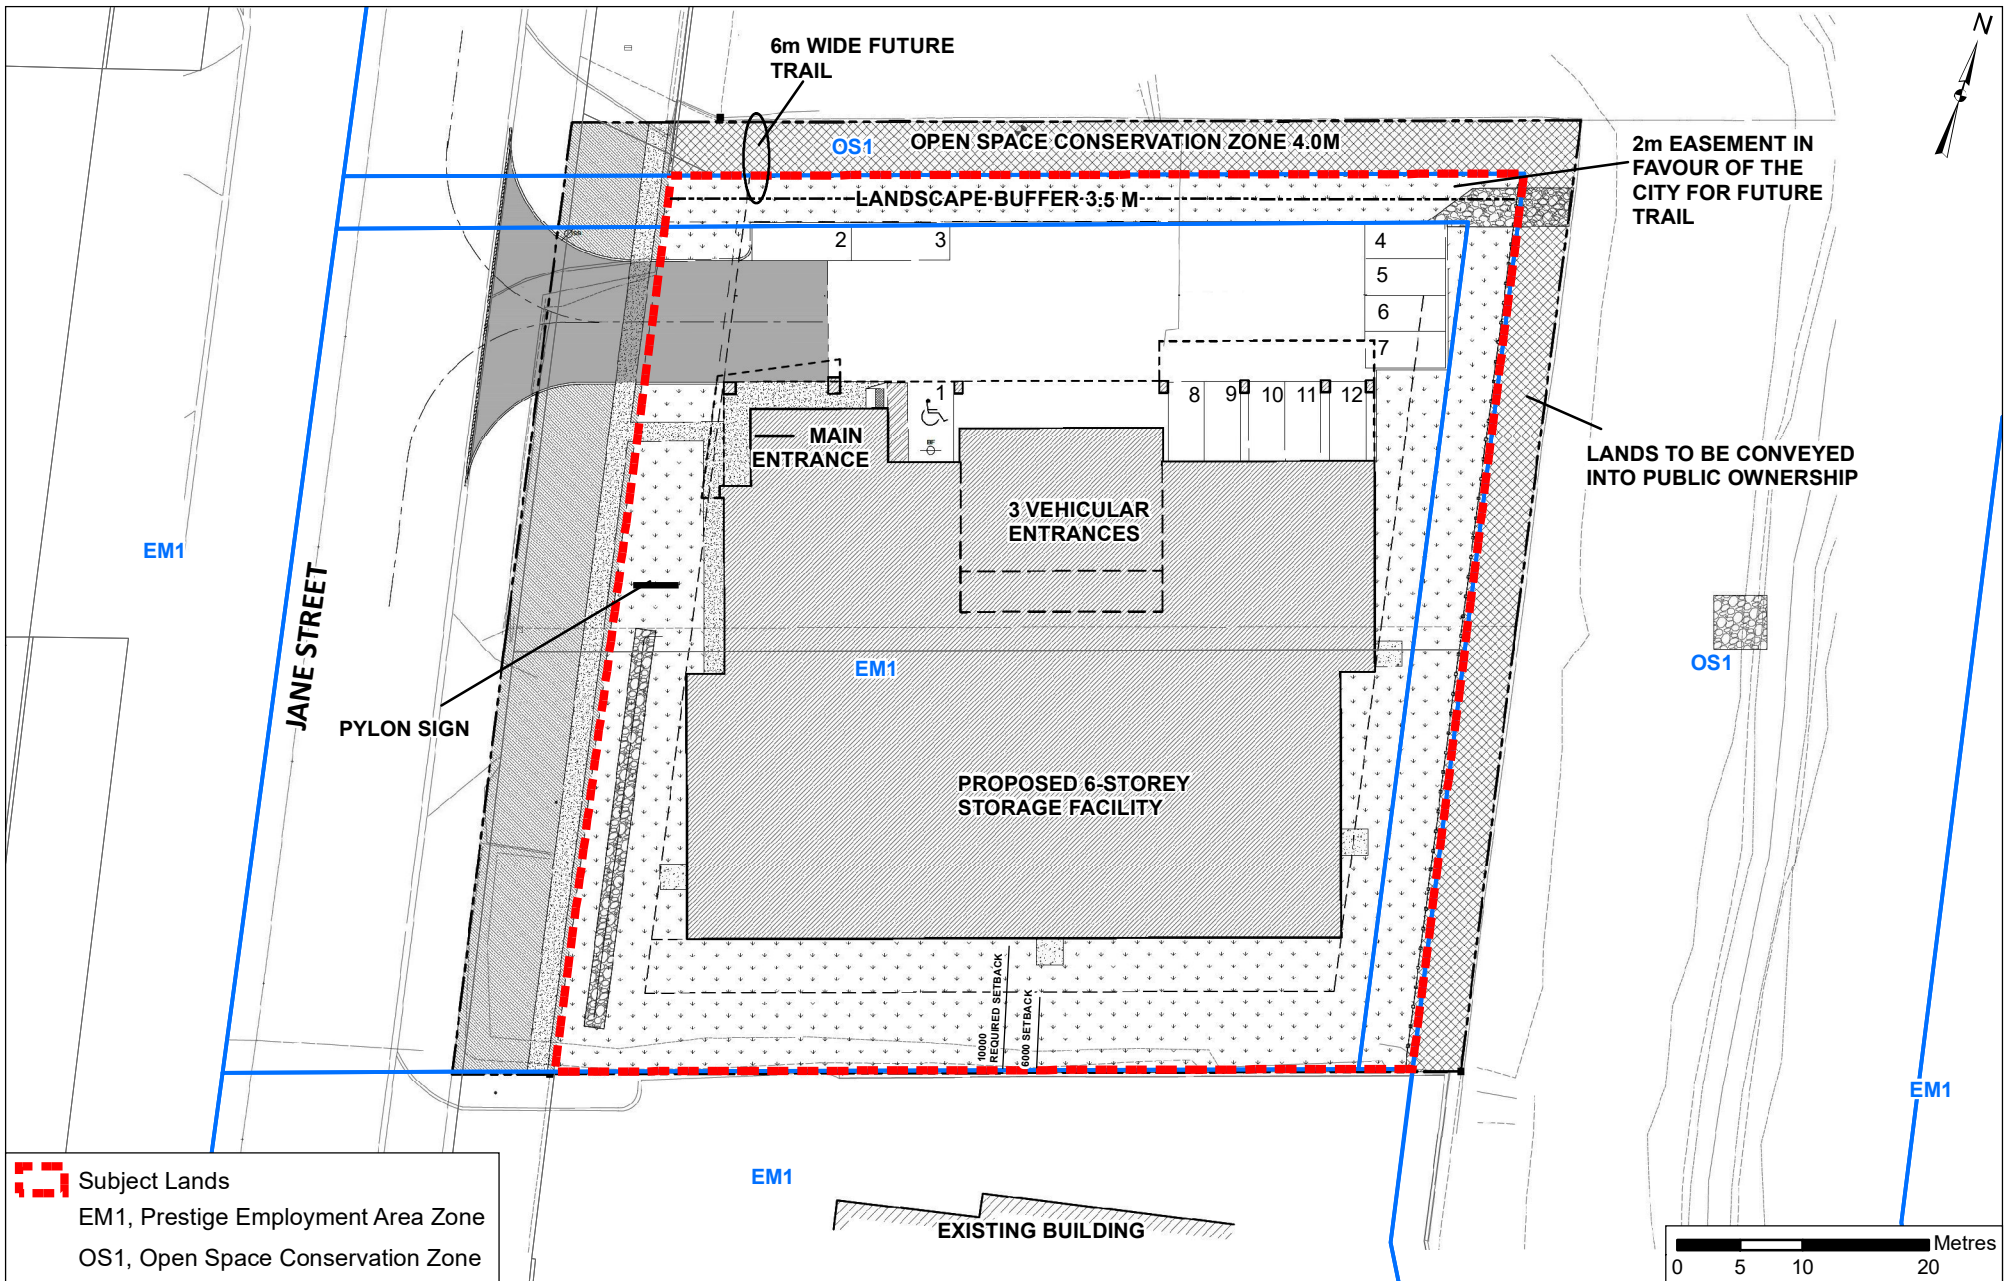 N
6m WIDE FUTURE
TRAIL
OS1
OPEN SPACE CONSERVATION ZONE 4.0M
2m EASEMENT IN
FAVOUR OF THE
CITY FOR FUTURE
TRAIL
LANDSCAPE BUFFER 3.5 M
2
3
4
5
6
7
1
8
9
10
11
12
MAIN
ENTRANCE
LANDS TO BE CONVEYED
INTO PUBLIC OWNERSHIP
3 VEHICULAR
ENTRANCES
EM1
JANE STREET
EM1
OS1
PYLON SIGN
PROPOSED 6-STOREY
STORAGE FACILITY
10000
REQUIRED SETBACK
6000 SETBACK
EM1
EM1
EXISTING BUILDING
Subject Lands
EM1, Prestige Employment Area Zone
OS1, Open Space Conservation Zone
Metres
0 5 10 20